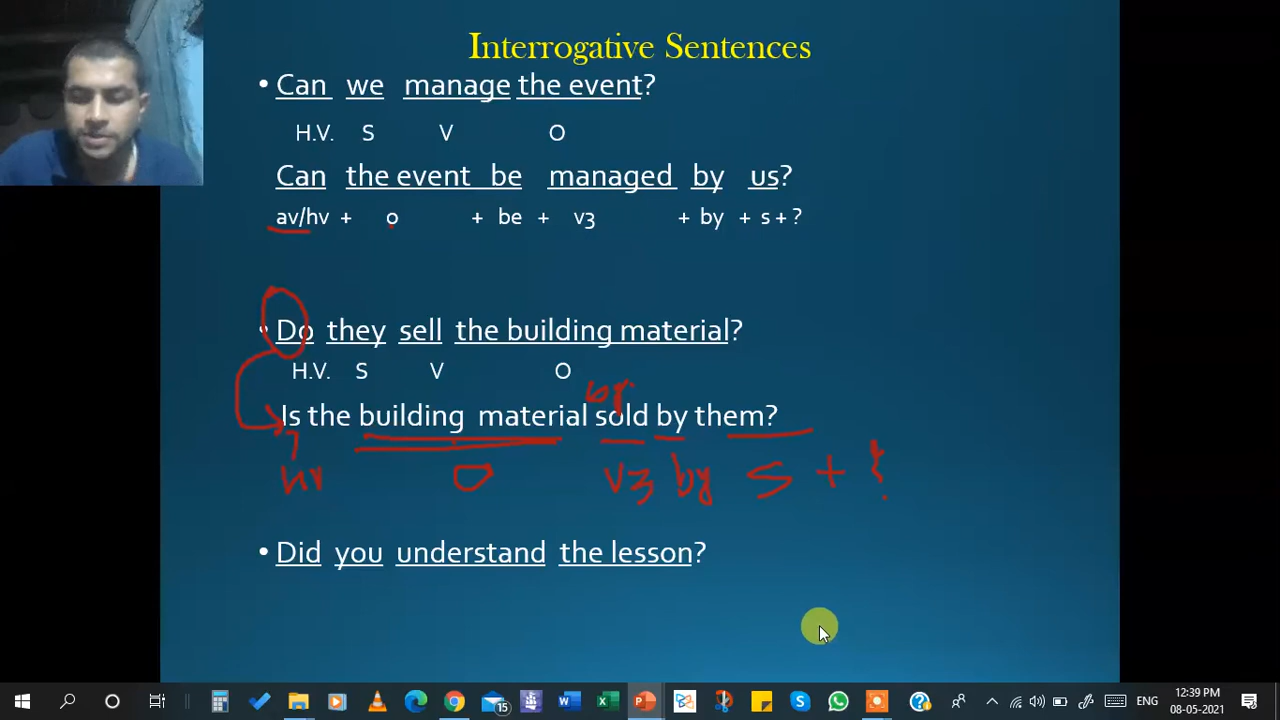 Interrogative Sentences
• Can we manage the event?
H.V. S V O
Can the event be managed by us?
av/hv + o + be + v3 + by + s + ?
• Do they sell the building material?
H.V. S V O
by
Is the building material sold by them?
hv O v3 by S + ?
• Did you understand the lesson?
15
ENG
12:39 PM
08-05-2021